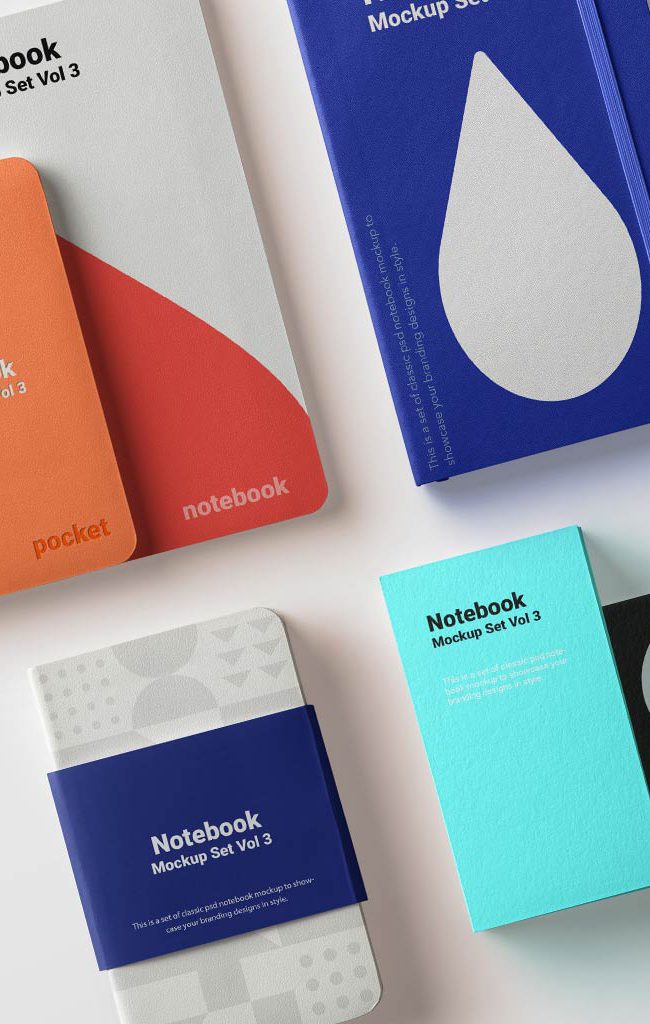 book
Set Vol 3
Mockup Set
This is a set of classic psd notebook mockup to
showcase your branding designs in style.
k
ol 3
notebook
pocket
Notebook
Mockup Set Vol 3
This is a set of classic psd note-
book mockup to showcase your
branding designs in style.
Notebook
Mockup Set Vol 3
This is a set of classic psd notebook mockup to show-
case your branding designs in style.